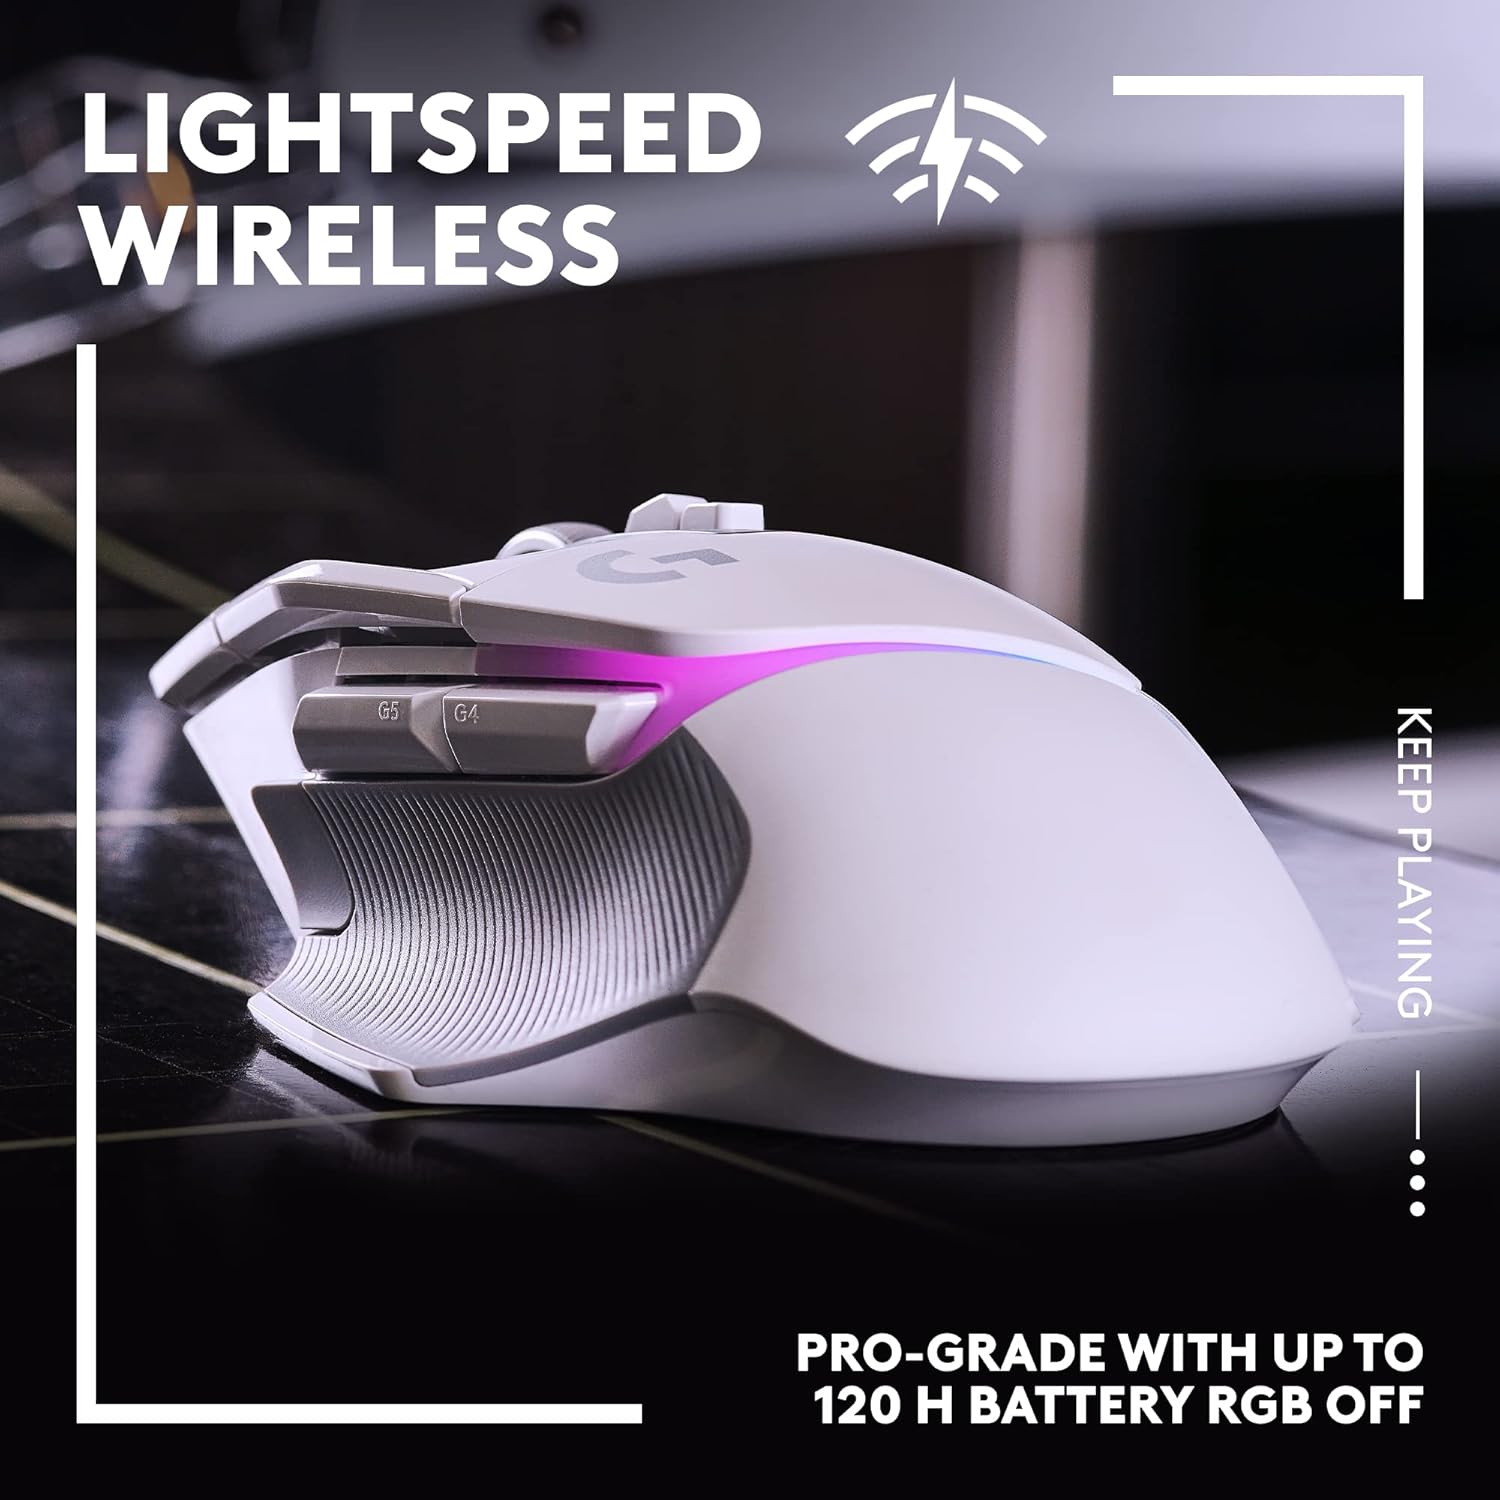 LIGHTSPEED
WIRELESS
G5
G4
KEEP PLAYING
PRO-GRADE WITH UP TO
120 H BATTERY RGB OFF